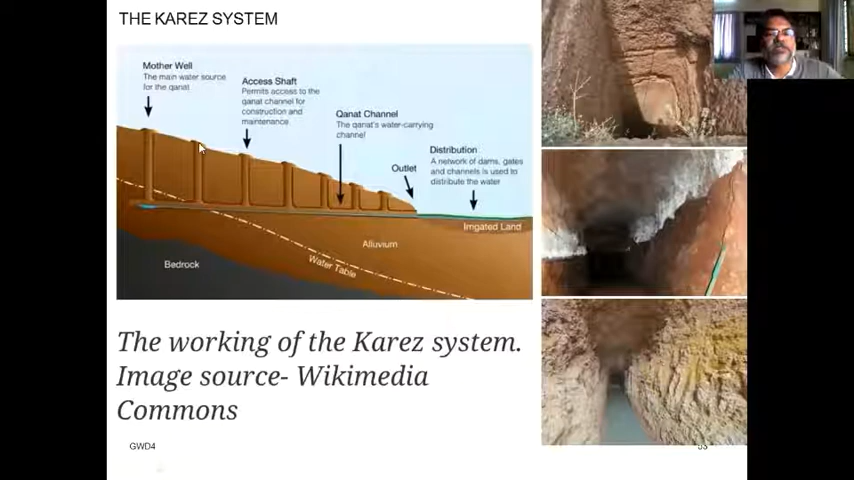 THE KAREZ SYSTEM
Mother Well
The main water source
for the qanat
Access Shaft
Permits access to the
qanat channel for
construction and
maintenance.
Qanat Channel
The qanat's water-carrying
channel
Outlet
Distribution
A network of dams, gates
and channels is used to
distribute the water
Irrigated Land
Alluvium
Water Table
Bedrock
The working of the Karez system.
Image source- Wikimedia
Commons
GWD4
53